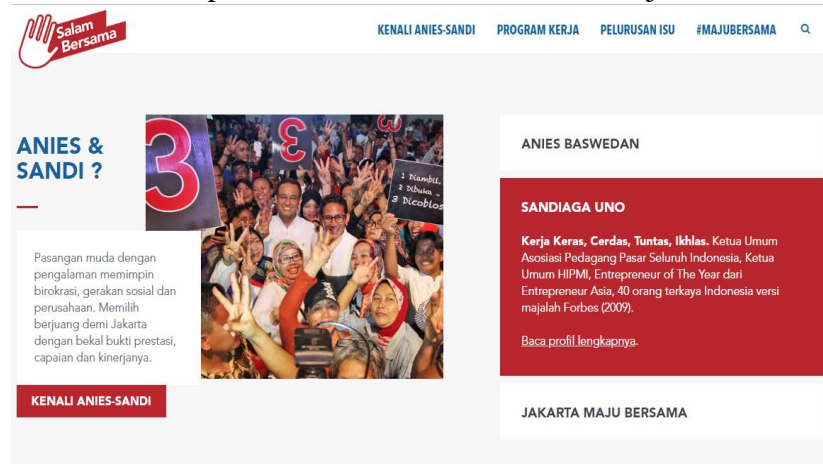 Salam
Bersama
KENALI ANIES-SANDI PROGRAM KERJA PELURUSAN ISU #MAJUBERSAMA
ANIES &
SANDI ?
3 3
1 Diambil.
2 Dibuka -
3 Dicoblos
Pasangan muda dengan
pengalaman memimpin
birokrasi, gerakan sosial dan
perusahaan. Memilih
berjuang demi Jakarta
dengan bekal bukti prestasi,
capaian dan kinerjanya.
KENALI ANIES-SANDI
ANIES BASWEDAN
SANDIAGA UNO
Kerja Keras, Cerdas, Tuntas, Ikhlas. Ketua Umum
Asosiasi Pedagang Pasar Seluruh Indonesia, Ketua
Umum HIPMI, Entrepreneur of The Year dari
Entrepreneur Asia, 40 orang terkaya Indonesia versi
majalah Forbes (2009).
Baca profil lengkapnya.
JAKARTA MAJU BERSAMA